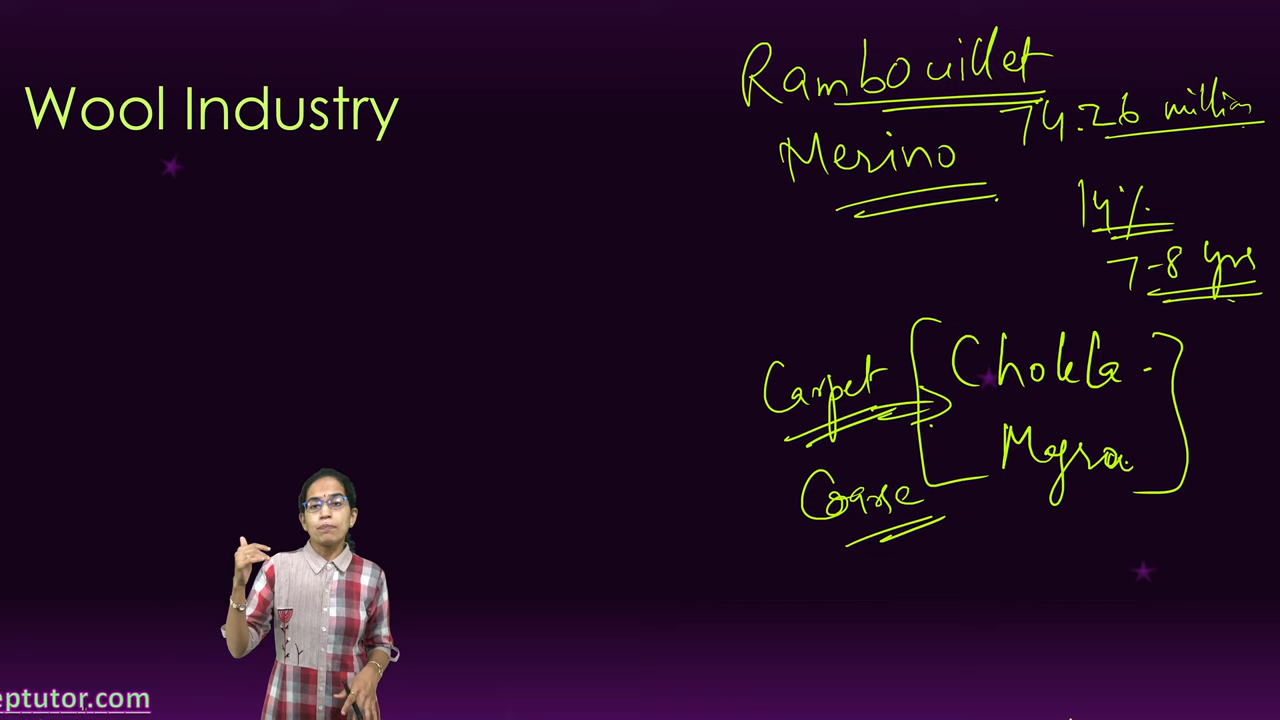 Wool Industry
Rambouillet
74.26 million
Merino
14%
7-8 yrs
Carpet
Chokla
Magra
Coarse
eptutor.com